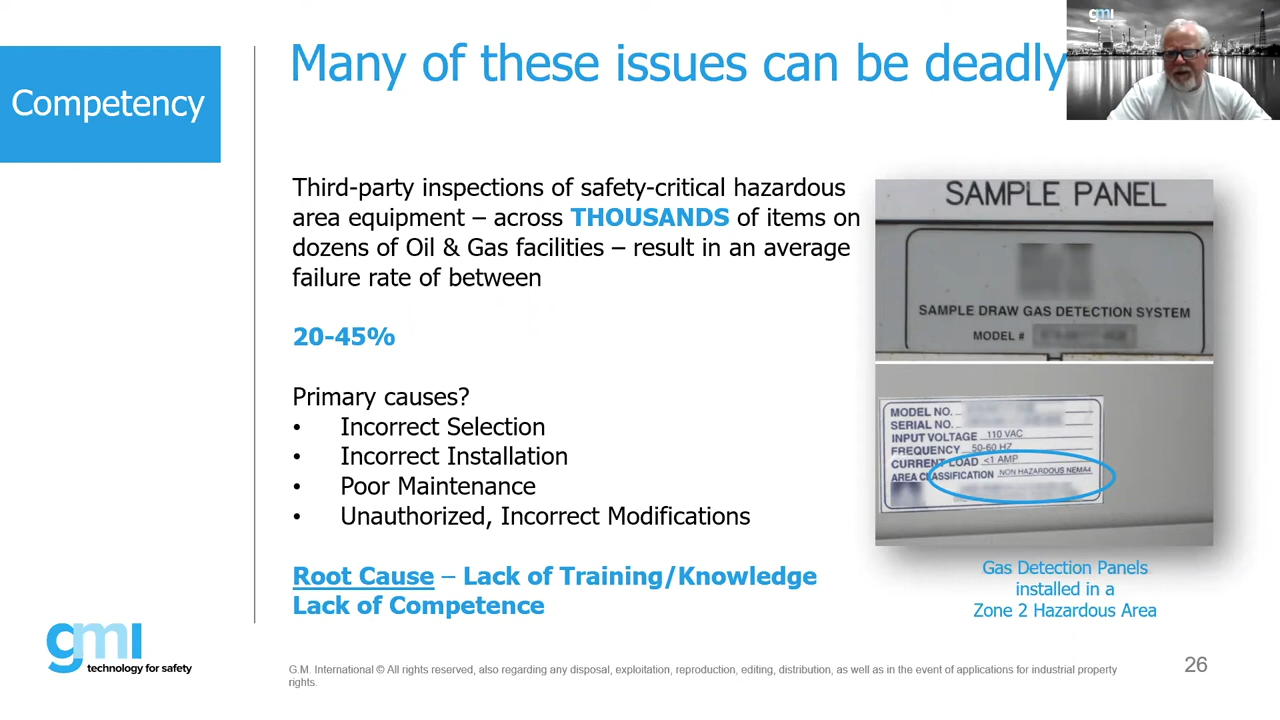 Competency
Many of these issues can be deadly
gmi
Third-party inspections of safety-critical hazardous
area equipment – across THOUSANDS of items on
dozens of Oil & Gas facilities – result in an average
failure rate of between
20-45%
Primary causes?
• Incorrect Selection
• Incorrect Installation
• Poor Maintenance
• Unauthorized, Incorrect Modifications
Root Cause – Lack of Training/Knowledge
Lack of Competence
SAMPLE PANEL
SAMPLE DRAW GAS DETECTION SYSTEM
MODEL #
MODEL NO.
SERIAL NO.
INPUT VOLTAGE 110 VAC
FREQUENCY 50-60 HZ
CURRENT LOAD <1 AMP
AREA CLASSIFICATION NON HAZARDOUS NEMA4
Gas Detection Panels
installed in a
Zone 2 Hazardous Area
gmi
technology for safety
G.M. International © All rights reserved, also regarding any disposal, exploitation, reproduction, editing, distribution, as well as in the event of applications for industrial property
rights.
26